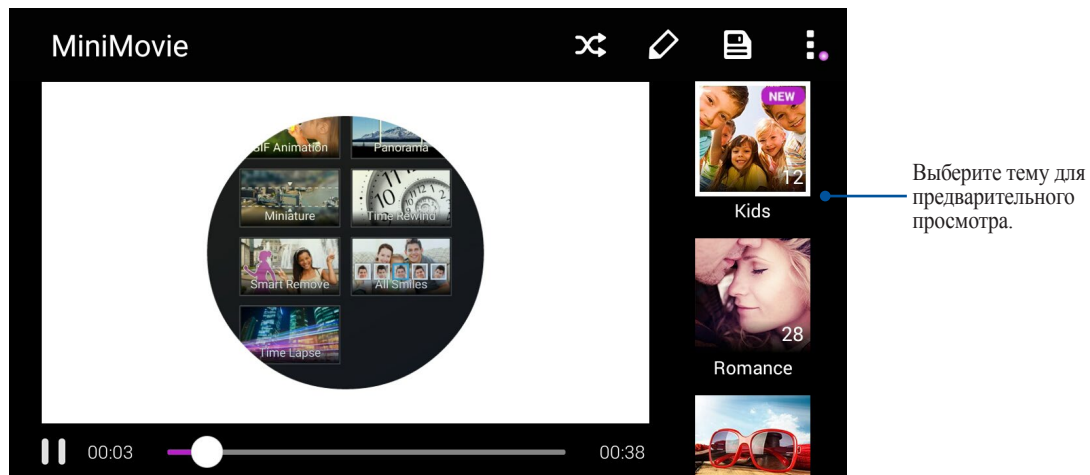 MiniMovie
GIF Animation
Panorama
Miniature
Time Rewind
Smart Remove
All Smiles
Time Lapse
00:03
00:38
NEW
12
Kids
28
Romance
Выберите тему для
предварительного
просмотра.